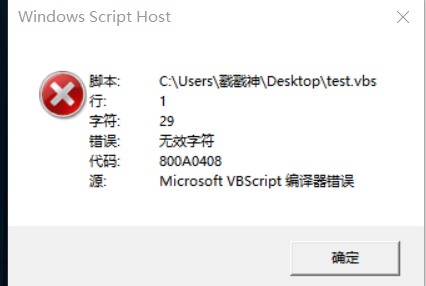 Windows Script Host
脚本: C:\Users\戳戳神\Desktop\test.vbs
行: 1
字符: 29
错误: 无效字符
代码: 800A0408
源: Microsoft VBScript 编译器错误
确定